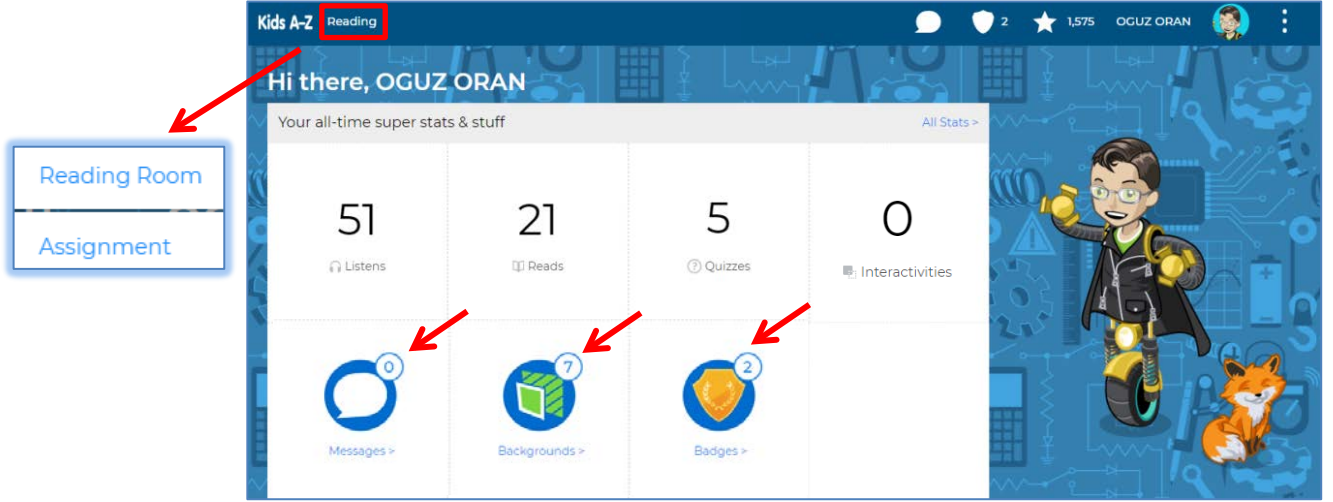 Kids A-Z Reading 2 1,575 OGUZ ORAN
Hi there, OGUZ ORAN
Your all-time super stats & stuff All Stats >
Reading Room
Assignment
51 21 5 0
Listens Reads Quizzes Interactivities
0 7 2
Messages > Backgrounds > Badges >